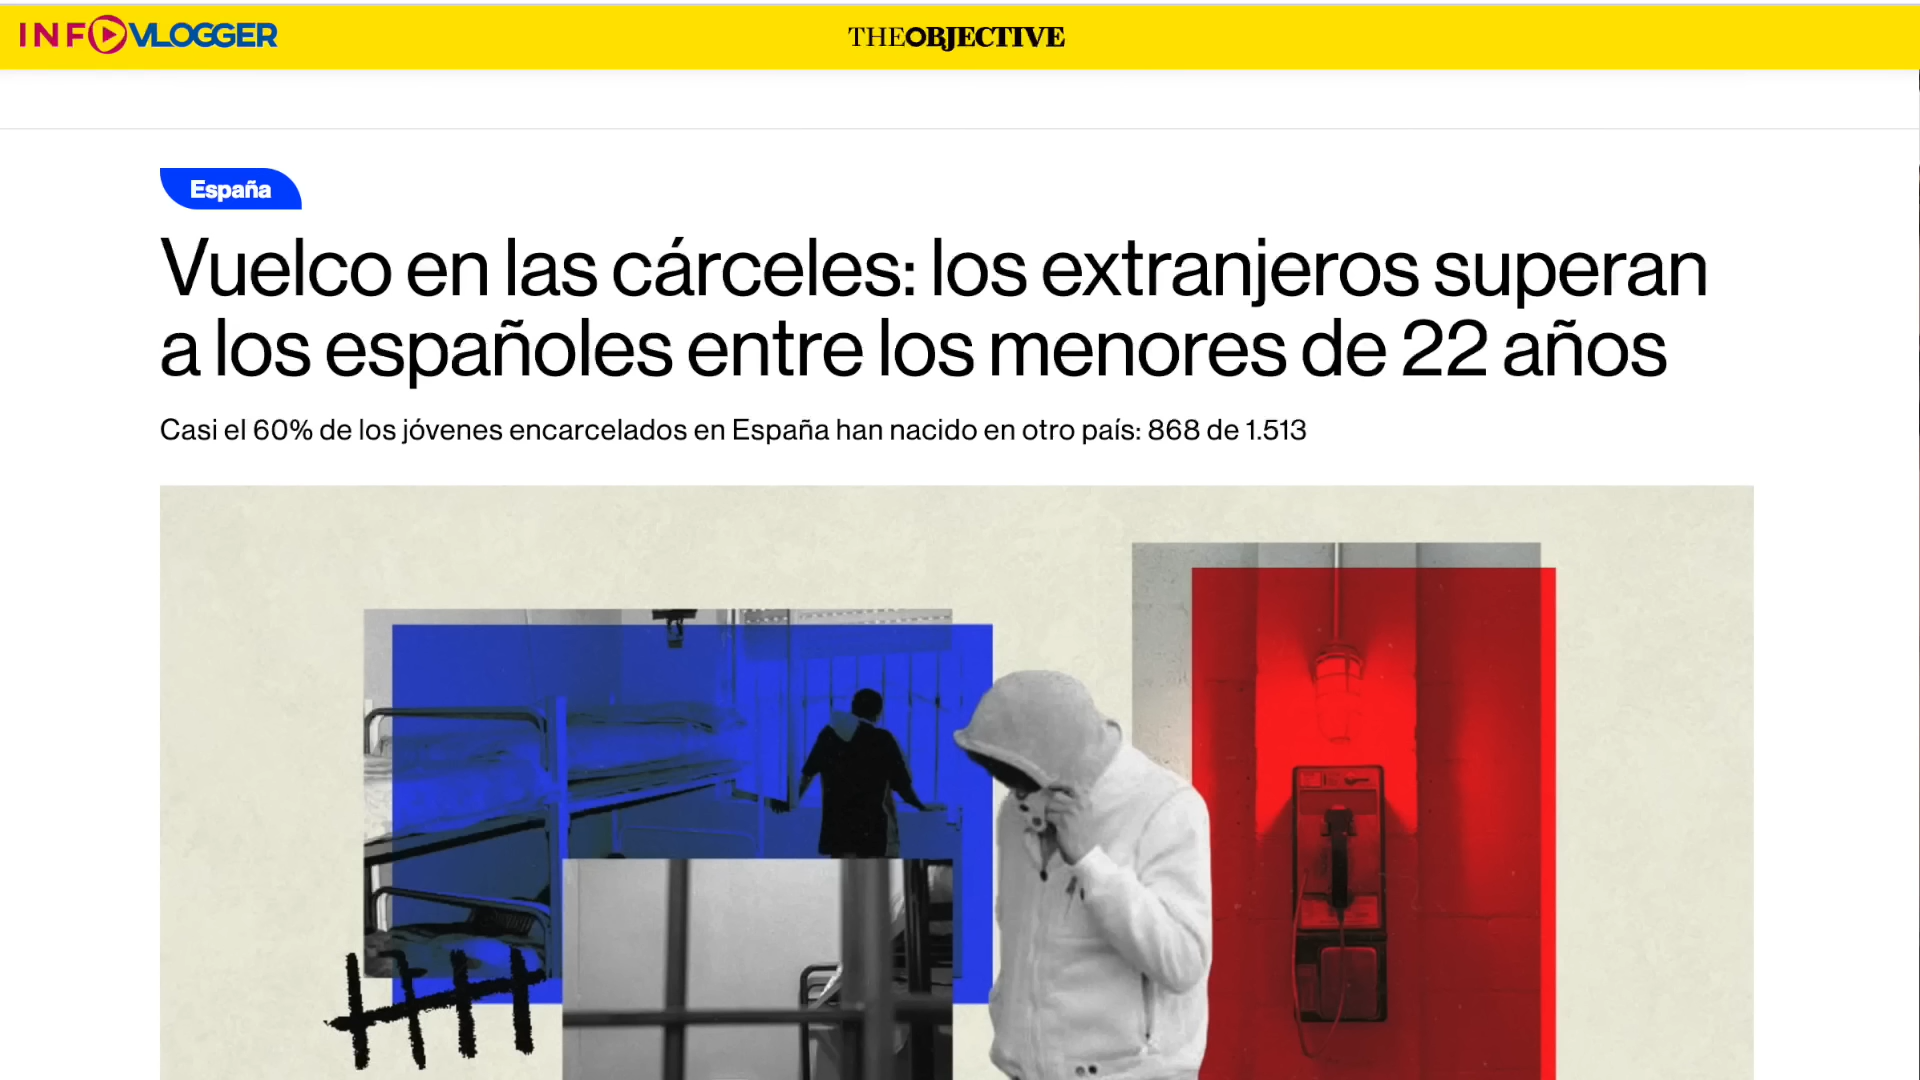 INFOVLOGGER
THEOBJECTIVE
España
Vuelco en las cárceles: los extranjeros superan
a los españoles entre los menores de 22 años
Casi el 60% de los jóvenes encarcelados en España han nacido en otro país: 868 de 1.513